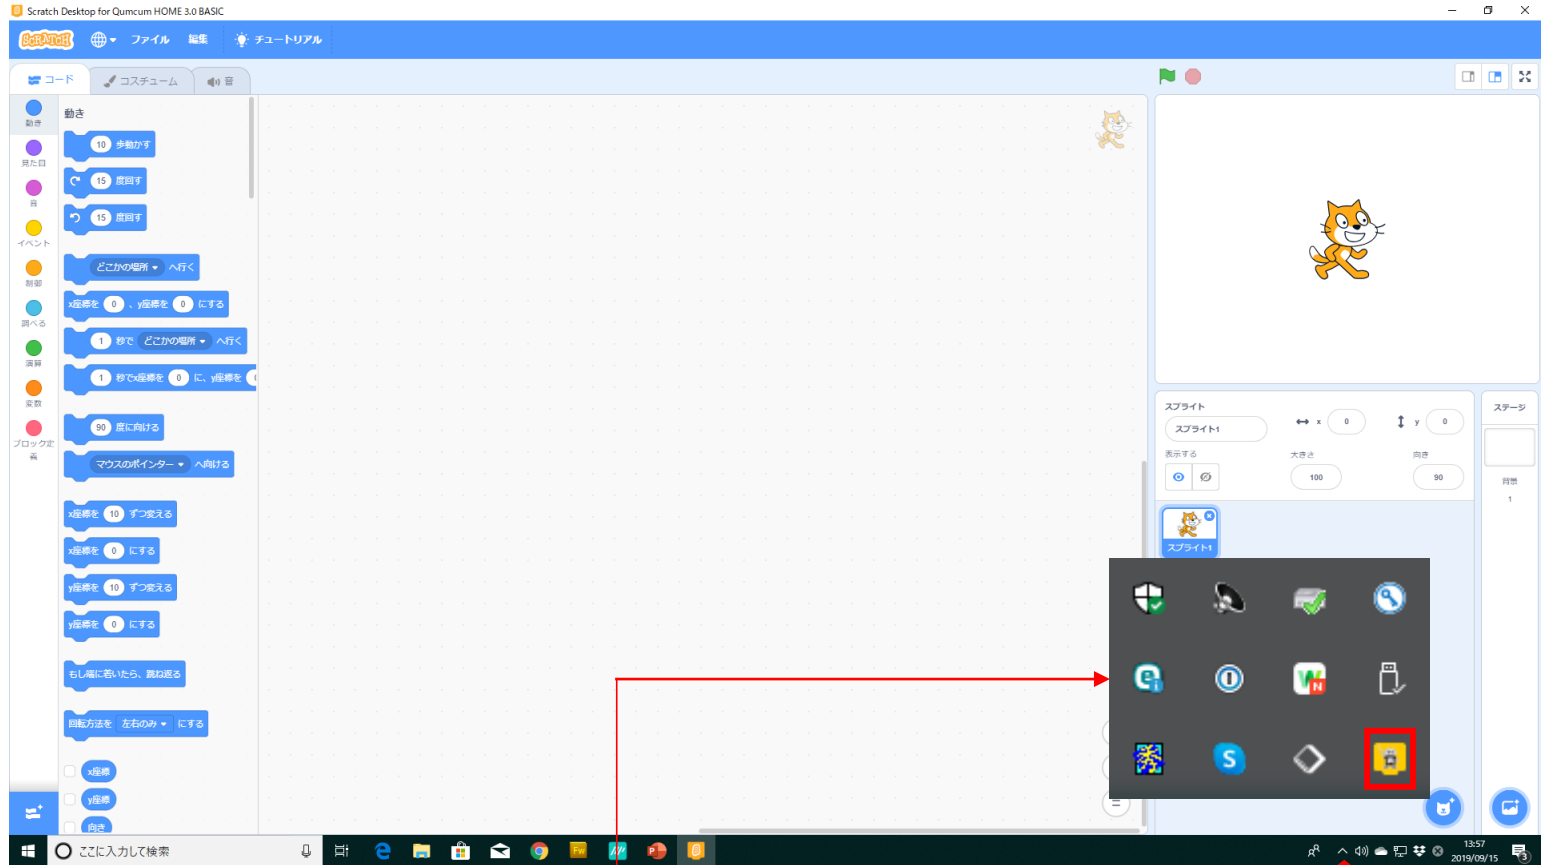 Scratch Desktop for Qumcum HOME 3.0 BASIC
SCRATCH ファイル 編集 チュートリアル
コード コスチューム 音
動き
見た目
音
イベント
制御
調べる
演算
変数
ブロック定義
動き
10 歩動かす
15 度回す
15 度回す
どこかの場所 へ行く
x座標を 0 、y座標を 0 にする
1 秒で どこかの場所 へ行く
1 秒でx座標を 0 に、y座標を
90 度に向ける
マウスのポインター へ向ける
x座標を 10 ずつ変える
x座標を 0 にする
y座標を 10 ずつ変える
y座標を 0 にする
もし端に着いたら、跳ね返る
回転方法を 左右のみ にする
x座標
y座標
向き
スプライト
スプライト1
x 0 y 0
表示する
大きさ 向き
100 90
スプライト1
ステージ
背景
1
ここに入力して検索
Fw
13:57
2019/09/15
3